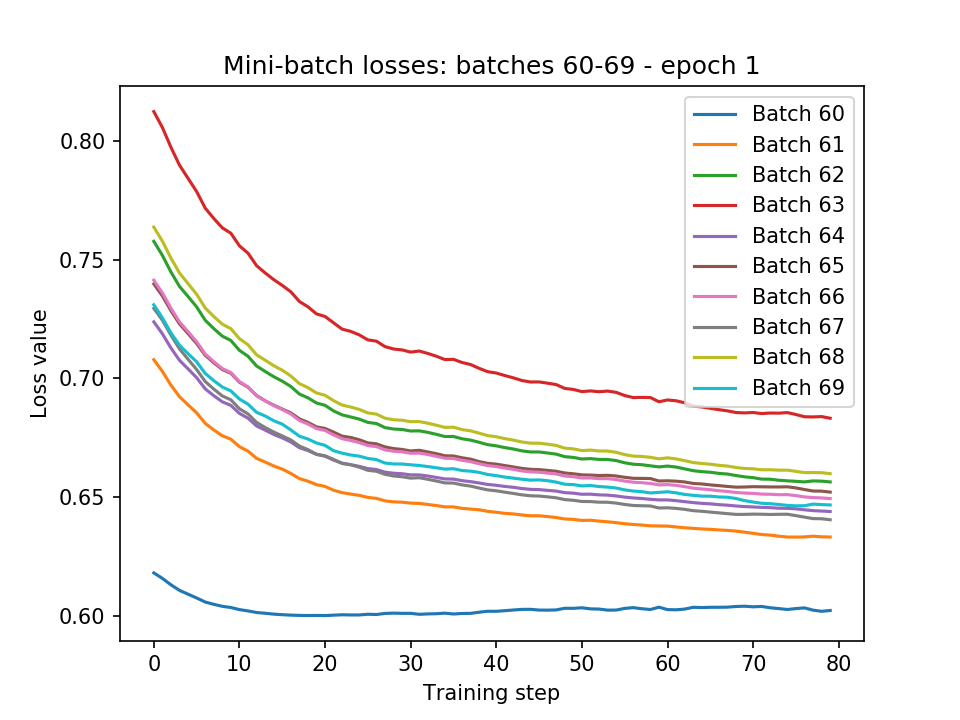 Mini-batch losses: batches 60-69 - epoch 1
Loss value
0.80
0.75
0.70
0.65
0.60
Batch 60
Batch 61
Batch 62
Batch 63
Batch 64
Batch 65
Batch 66
Batch 67
Batch 68
Batch 69
0 10 20 30 40 50 60 70 80
Training step